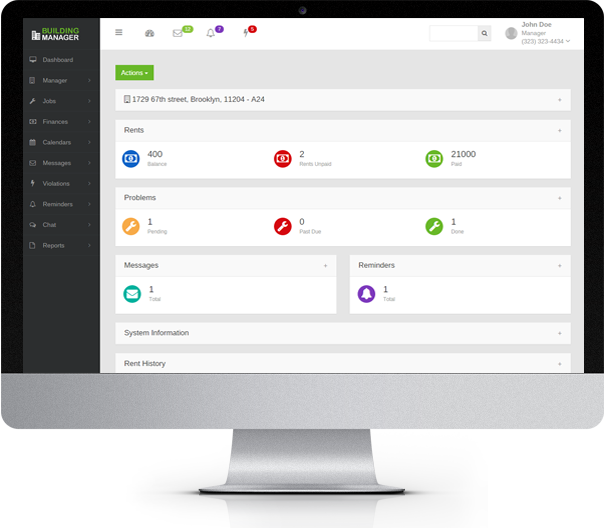 BUILDING
MANAGER
12
7
5
John Doe
Manager
(323) 323-4434
Dashboard
Manager
Jobs
Finances
Calendars
Messages
Violations
Reminders
Chat
Reports
Actions
1729 67th street, Brooklyn, 11204 - A24
Rents
400
Balance
2
Rents Unpaid
21000
Paid
Problems
1
Pending
0
Past Due
1
Done
Messages
1
Total
Reminders
1
Total
System Information
Rent History